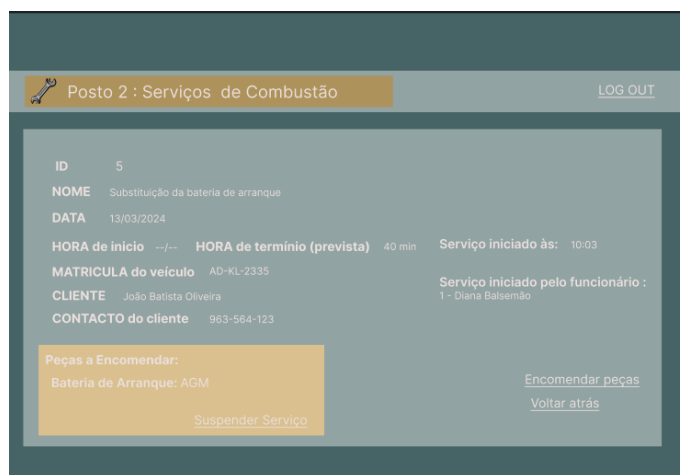 Posto 2 : Serviços de Combustão
LOG OUT
ID 5
NOME Substituição da bateria de arranque
DATA 13/03/2024
HORA de inicio --/-- HORA de termínio (prevista) 40 min
Serviço iniciado às: 10:03
MATRICULA do veículo AD-KL-2335
CLIENTE João Batista Oliveira
CONTACTO do cliente 963-564-123
Serviço iniciado pelo funcionário :
1 - Diana Balsemão
Peças a Encomendar:
Bateria de Arranque: AGM
Suspender Serviço
Encomendar peças
Voltar atrás